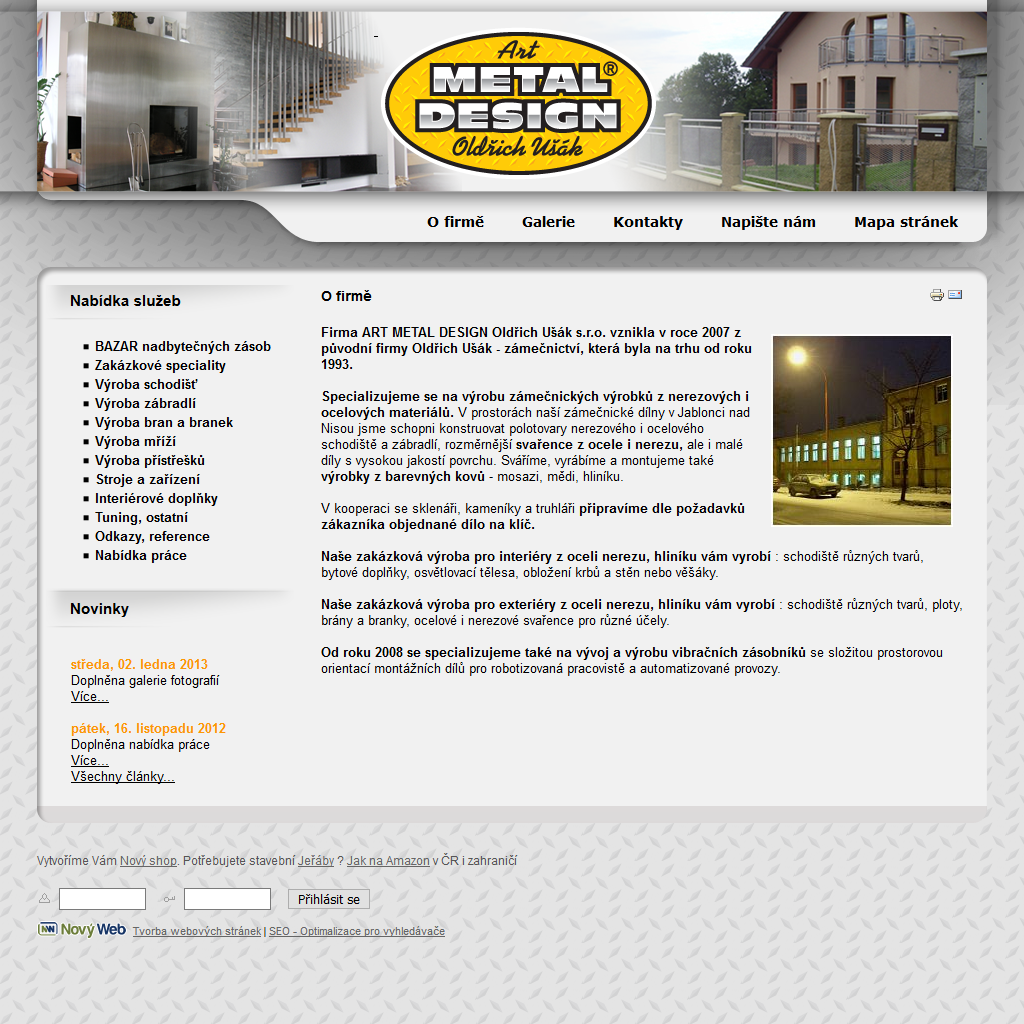 Art
METAL®
DESIGN
Oldřich Ušák
O firmě
Galerie
Kontakty
Napište nám
Mapa stránek
Nabídka služeb
BAZAR nadbytečných zásob
Zakázkové speciality
Výroba schodišť
Výroba zábradlí
Výroba bran a branek
Výroba mříží
Výroba přístřešků
Stroje a zařízení
Interiérové doplňky
Tuning, ostatní
Odkazy, reference
Nabídka práce
Novinky
středa, 02. ledna 2013
Doplněna galerie fotografií
Více...
pátek, 16. listopadu 2012
Doplněna nabídka práce
Více...
Všechny články...
O firmě
Firma ART METAL DESIGN Oldřich Ušák s.r.o. vznikla v roce 2007 z
původní firmy Oldřich Ušák - zámečnictví, která byla na trhu od roku
1993.
Specializujeme se na výrobu zámečnických výrobků z nerezových i
ocelových materiálů. V prostorách naší zámečnické dílny v Jablonci nad
Nisou jsme schopni konstruovat polotovary nerezového i ocelového
schodiště a zábradlí, rozměrnější svařence z ocele i nerezu, ale i malé
díly s vysokou jakostí povrchu. Sváříme, vyrábíme a montujeme také
výrobky z barevných kovů - mosazi, mědi, hliníku.
V kooperaci se sklenáři, kameníky a truhláři připravíme dle požadavků
zákazníka objednané dílo na klíč.
Naše zakázková výroba pro interiéry z oceli nerezu, hliníku vám vyrobí : schodiště různých tvarů,
bytové doplňky, osvětlovací tělesa, obložení krbů a stěn nebo věšáky.
Naše zakázková výroba pro exteriéry z oceli nerezu, hliníku vám vyrobí : schodiště různých tvarů, ploty,
brány a branky, ocelové i nerezové svařence pro různé účely.
Od roku 2008 se specializujeme také na vývoj a výrobu vibračních zásobníků se složitou prostorovou
orientací montážních dílů pro robotizovaná pracovistě a automatizované provozy.
Vytvoříme Vám Nový shop. Potřebujete stavební Jeřáby ? Jak na Amazon v ČR i zahraničí
Přihlásit se
NW Nový Web Tvorba webových stránek | SEO - Optimalizace pro vyhledávače